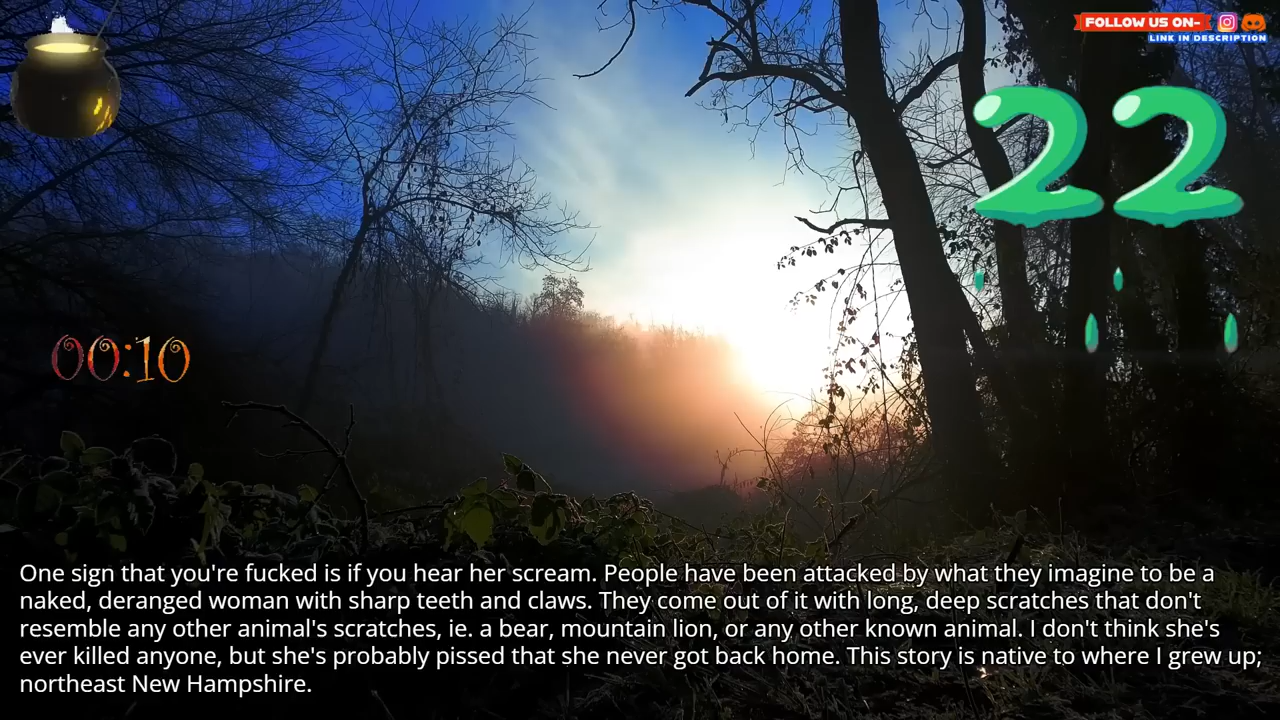 FOLLOW US ON-
LINK IN DESCRIPTION
22
00:10
One sign that you're fucked is if you hear her scream. People have been attacked by what they imagine to be a
naked, deranged woman with sharp teeth and claws. They come out of it with long, deep scratches that don't
resemble any other animal's scratches, ie. a bear, mountain lion, or any other known animal. I don't think she's
ever killed anyone, but she's probably pissed that she never got back home. This story is native to where I grew up;
northeast New Hampshire.